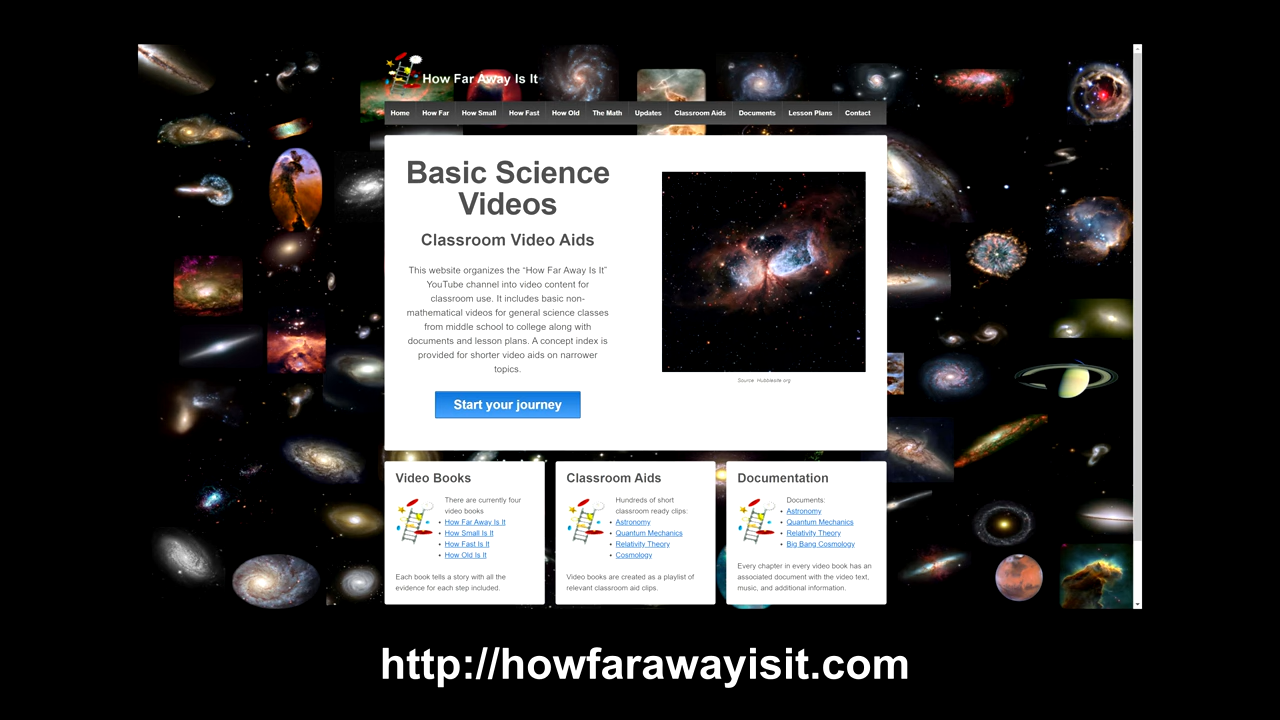 How Far Away Is It
Home How Far How Small How Fast How Old The Math Updates Classroom Aids Documents Lesson Plans Contact
Basic Science
Videos
Classroom Video Aids
This website organizes the “How Far Away Is It”
YouTube channel into video content for
classroom use. It includes basic non-
mathematical videos for general science classes
from middle school to college along with
documents and lesson plans. A concept index is
provided for shorter video aids on narrower
topics.
Start your journey
Source: Hubblesite.org
Video Books
There are currently four
video books.
• How Far Away Is It
• How Small Is It
• How Fast Is It
• How Old Is It
Each book tells a story with all the
evidence for each step included.
Classroom Aids
Hundreds of short
classroom ready clips:
• Astronomy
• Quantum Mechanics
• Relativity Theory
• Cosmology
Video books are created as a playlist of
relevant classroom aid clips.
Documentation
Documents:
• Astronomy
• Quantum Mechanics
• Relativity Theory
• Big Bang Cosmology
Every chapter in every video book has an
associated document with the video text,
music, and additional information.
http://howfarawayisit.com